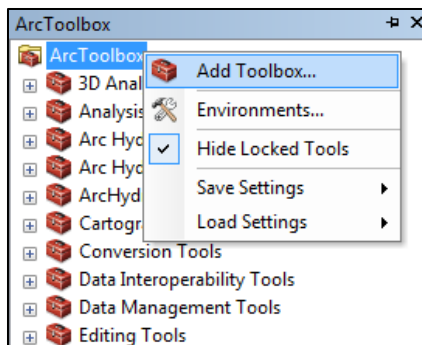 ArcToolbox
ArcToolbox
Add Toolbox...
3D Anal
Environments...
Analysis
Hide Locked Tools
Arc Hyd
Arc Hyd
Save Settings
ArcHyd
Load Settings
Cartogr
Conversion Tools
Data Interoperability Tools
Data Management Tools
Editing Tools